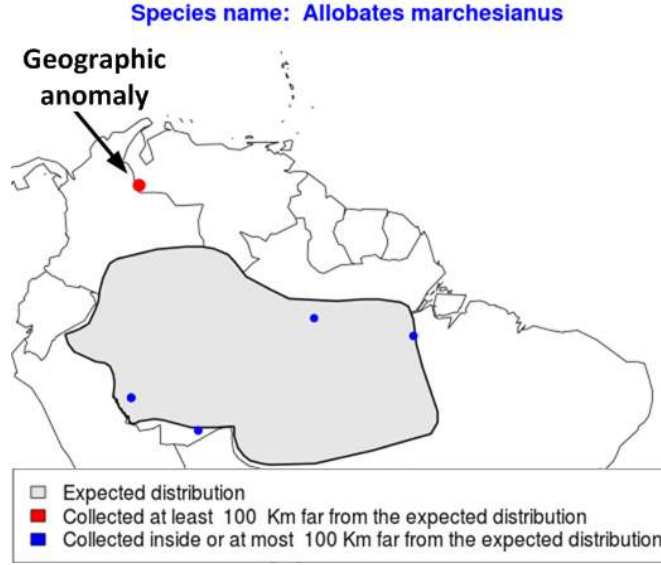 Species name:  Allobates marchesianus
Geographic
anomaly
Expected distribution
Collected at least  100  Km far from the expected distribution
Collected inside or at most  100 Km far from the expected distribution